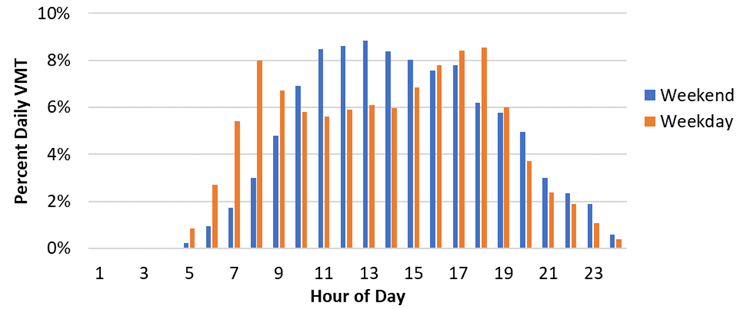 10%
8%
6%
4%
2%
0%
Percent Daily VMT
Weekend
Weekday
1 3 5 7 9 11 13 15 17 19 21 23
Hour of Day